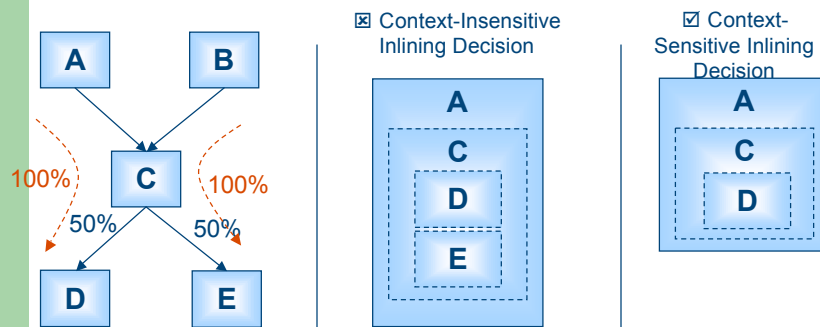 A
B
C
100%
100%
50%
50%
D
E
☒ Context-Insensitive
Inlining Decision
A
C
D
E
☑ Context-
Sensitive Inlining
Decision
A
C
D